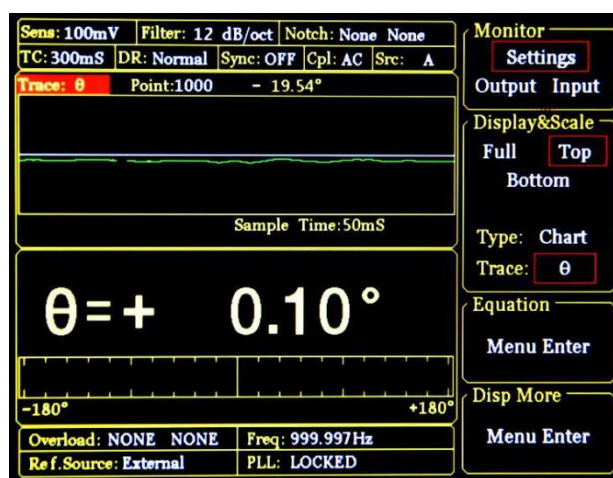 Sens: 100mV Filter: 12 dB/oct Notch: None None
TC: 300mS DR: Normal Sync: OFF Cpl: AC Src: A
Trace: θ Point:1000 - 19.54°
Sample Time:50mS
θ=+ 0.10°
-180° +180°
Overload: NONE NONE Freq: 999.997Hz
Ref.Source: External PLL: LOCKED
Monitor
Settings
Output Input
Display&Scale
Full Top
Bottom
Type: Chart
Trace: θ
Equation
Menu Enter
Disp More
Menu Enter